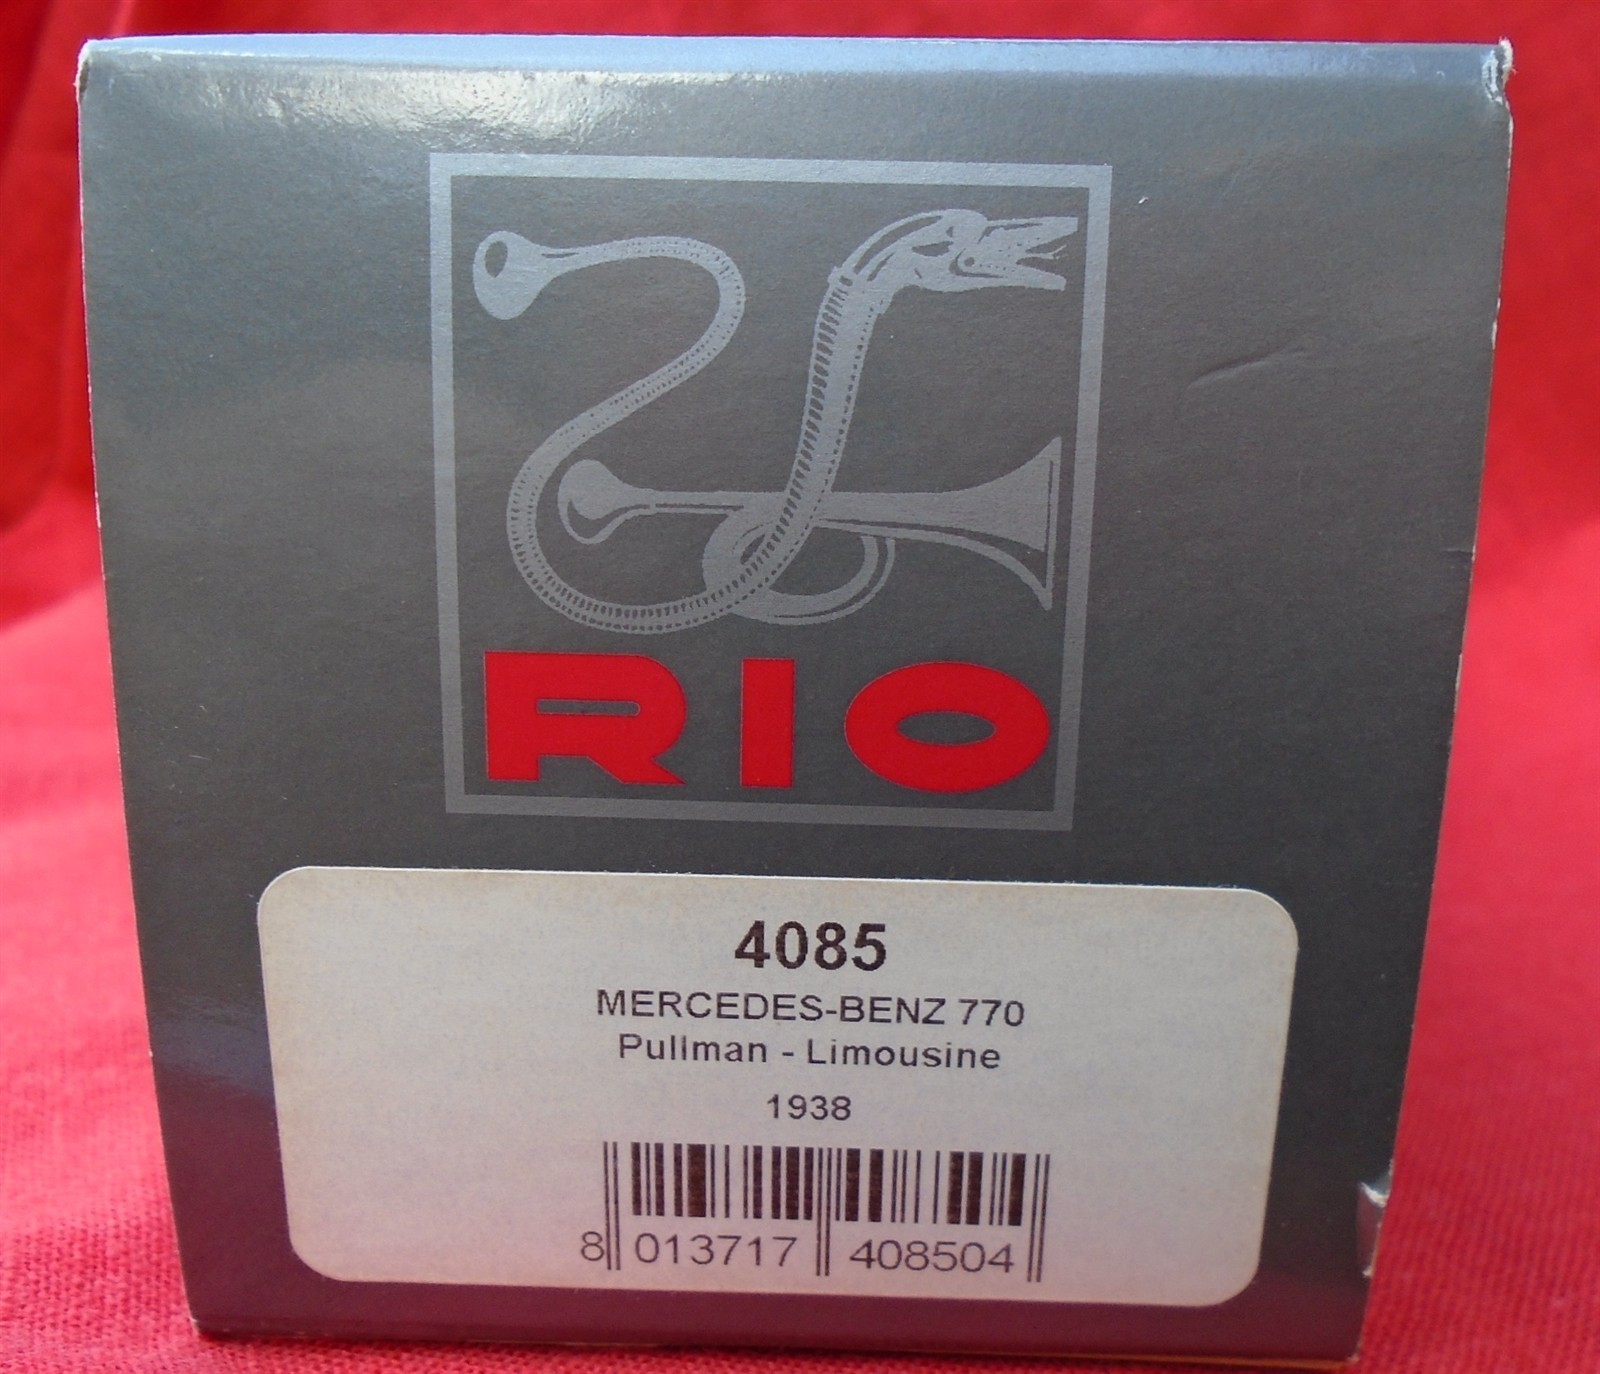 RIO
4085
MERCEDES-BENZ 770
Pullman - Limousine
1938
8 013717 408504